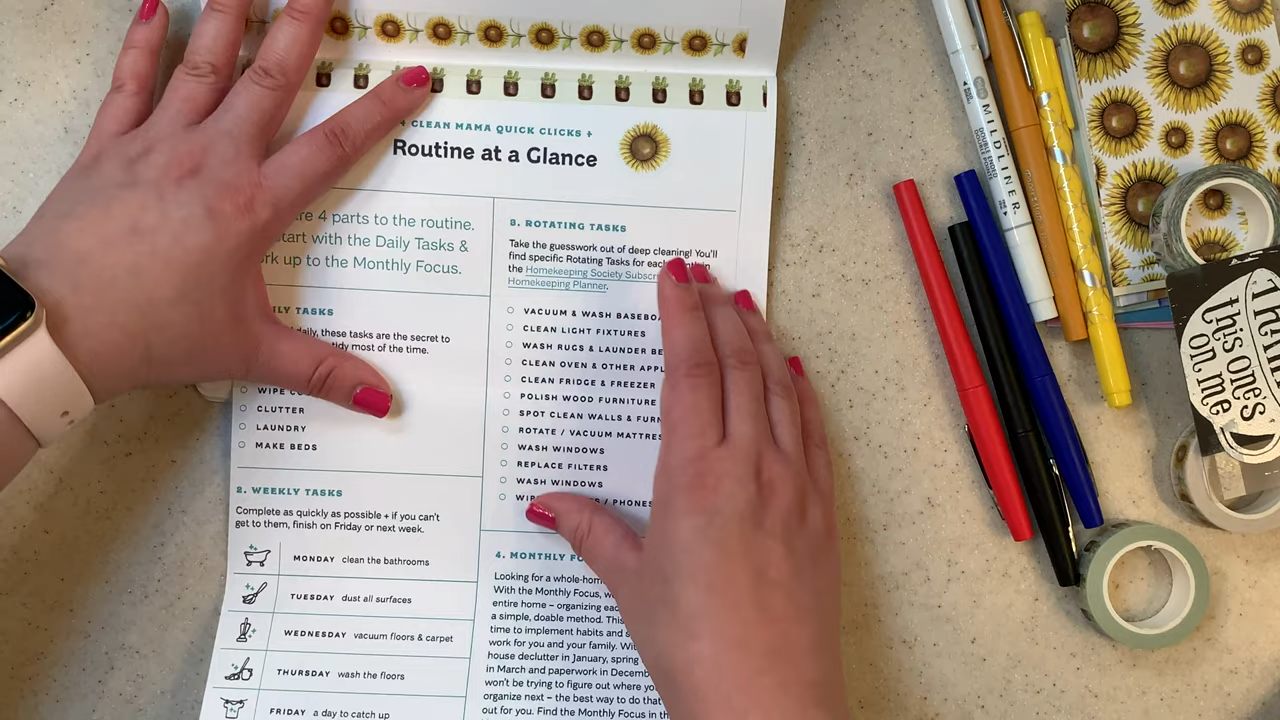 + CLEAN MAMA QUICK CLICKS +
Routine at a Glance
re 4 parts to the routine.
tart with the Daily Tasks &
rk up to the Monthly Focus.
ILY TASKS
daily, these tasks are the secret to
tidy most of the time.
WIPE CO
CLUTTER
LAUNDRY
MAKE BEDS
2. WEEKLY TASKS
Complete as quickly as possible + if you can't
get to them, finish on Friday or next week.
MONDAY clean the bathrooms
TUESDAY dust all surfaces
WEDNESDAY vacuum floors & carpet
THURSDAY wash the floors
FRIDAY a day to catch up
3. ROTATING TASKS
Take the guesswork out of deep cleaning! You'll
find specific Rotating Tasks for each
the Homekeeping Society Subscr
Homekeeping Planner.
VACUUM & WASH BASEBO
CLEAN LIGHT FIXTURES
WASH RUGS & LAUNDER BE
CLEAN OVEN & OTHER APPL
CLEAN FRIDGE & FREEZER
POLISH WOOD FURNITURE
SPOT CLEAN WALLS & FURN
ROTATE / VACUUM MATTRES
WASH WINDOWS
REPLACE FILTERS
WASH WINDOWS
WIP S / PHONES
4. MONTHLY FO
Looking for a whole-hom
With the Monthly Focus, w
entire home – organizing eac
a simple, doable method. This
time to implement habits and s
work for you and your family. Wit
house declutter in January, spring
in March and paperwork in Decemb
won't be trying to figure out where yo
organize next – the best way to do that
out for you. Find the Monthly Focus in th
MILDLINER
DOUBLE ENDED
DOUBLE POINTS
this one's
on me